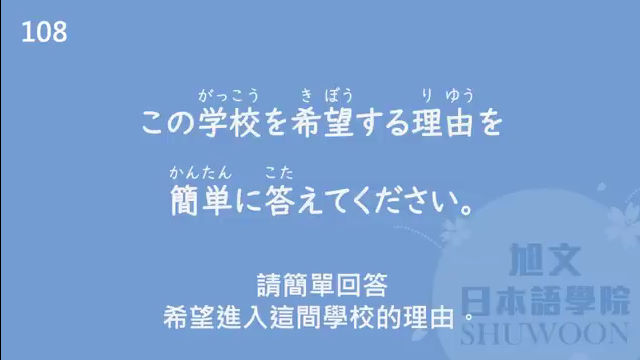 108
がっこう きぼう りゆう
この学校を希望する理由を
かんたん こた
簡単に答えてください。
請簡單回答
希望進入這間學校的理由。
旭文
日本語學院
SHUWOON